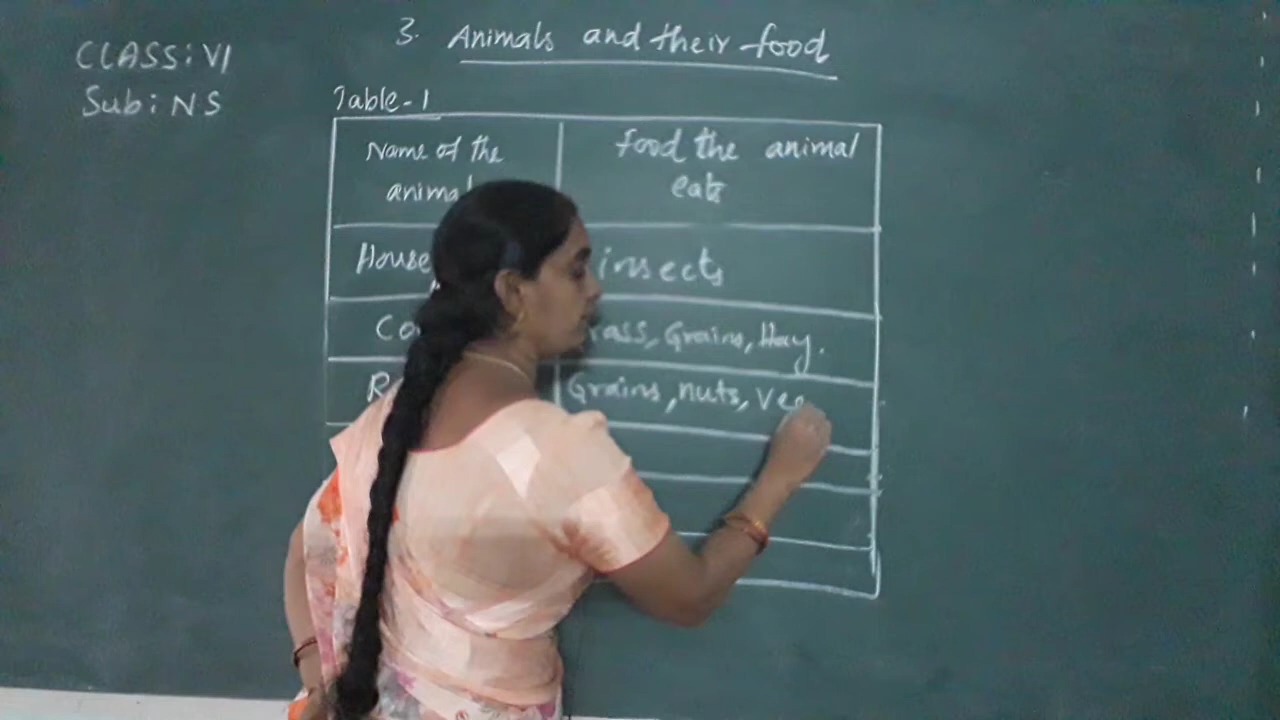 3. Animals and their food
CLASS: VI
Sub: NS
Table-1
Name of the
animal
food the animal
eats
House
insects
Co
rass, Grains, Hay.
R
Grains, nuts, Veg